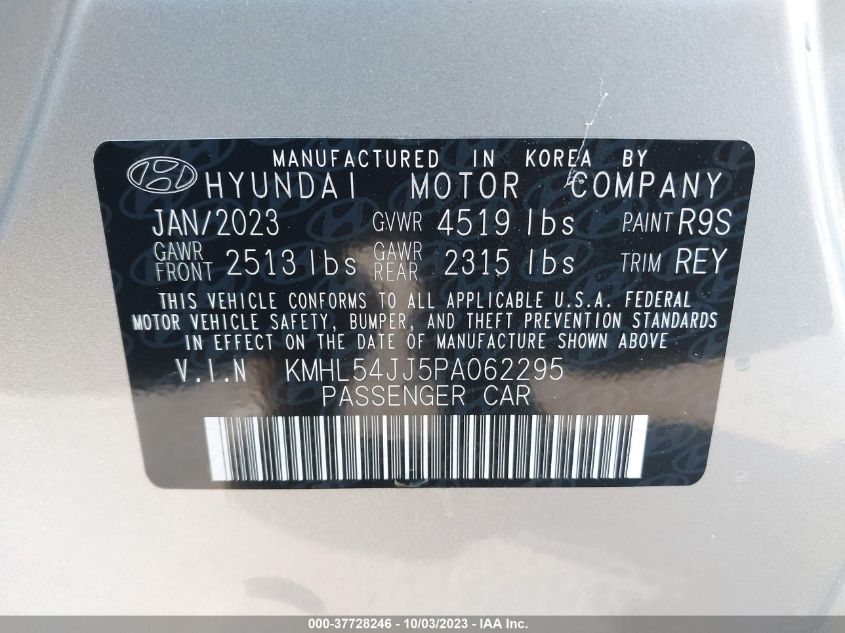 MANUFACTURED IN KOREA BY
HYUNDAI MOTOR COMPANY
JAN/2023 GVWR 4519 lbs PAINT R9S
GAWR FRONT 2513 lbs GAWR REAR 2315 lbs TRIM REY
THIS VEHICLE CONFORMS TO ALL APPLICABLE U.S.A. FEDERAL
MOTOR VEHICLE SAFETY, BUMPER, AND THEFT PREVENTION STANDARDS
IN EFFECT ON THE DATE OF MANUFACTURE SHOWN ABOVE
V.I.N KMHL54JJ5PA062295
PASSENGER CAR
000-37728246 - 10/03/2023 - © IAA Inc.